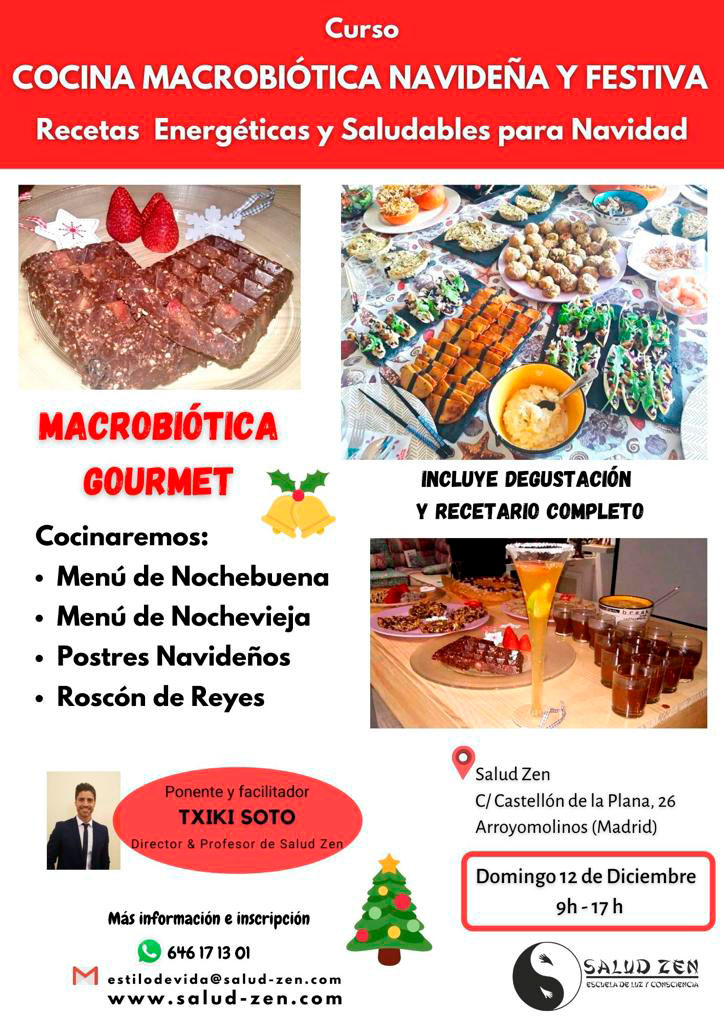 Curso
COCINA MACROBIÓTICA NAVIDEÑA Y FESTIVA
Recetas Energéticas y Saludables para Navidad
MACROBIÓTICA
GOURMET
INCLUYE DEGUSTACIÓN
Y RECETARIO COMPLETO
Cocinaremos:
• Menú de Nochebuena
• Menú de Nochevieja
• Postres Navideños
• Roscón de Reyes
Ponente y facilitador
TXIKI SOTO
Director & Profesor de Salud Zen
Salud Zen
C/ Castellón de la Plana, 26
Arroyomolinos (Madrid)
Domingo 12 de Diciembre
9h - 17 h
Más información e inscripción
646 17 13 01
estilodevida@salud-zen.com
www.salud-zen.com
SALUD ZEN
ESCUELA DE LUZ Y CONSCIENCIA